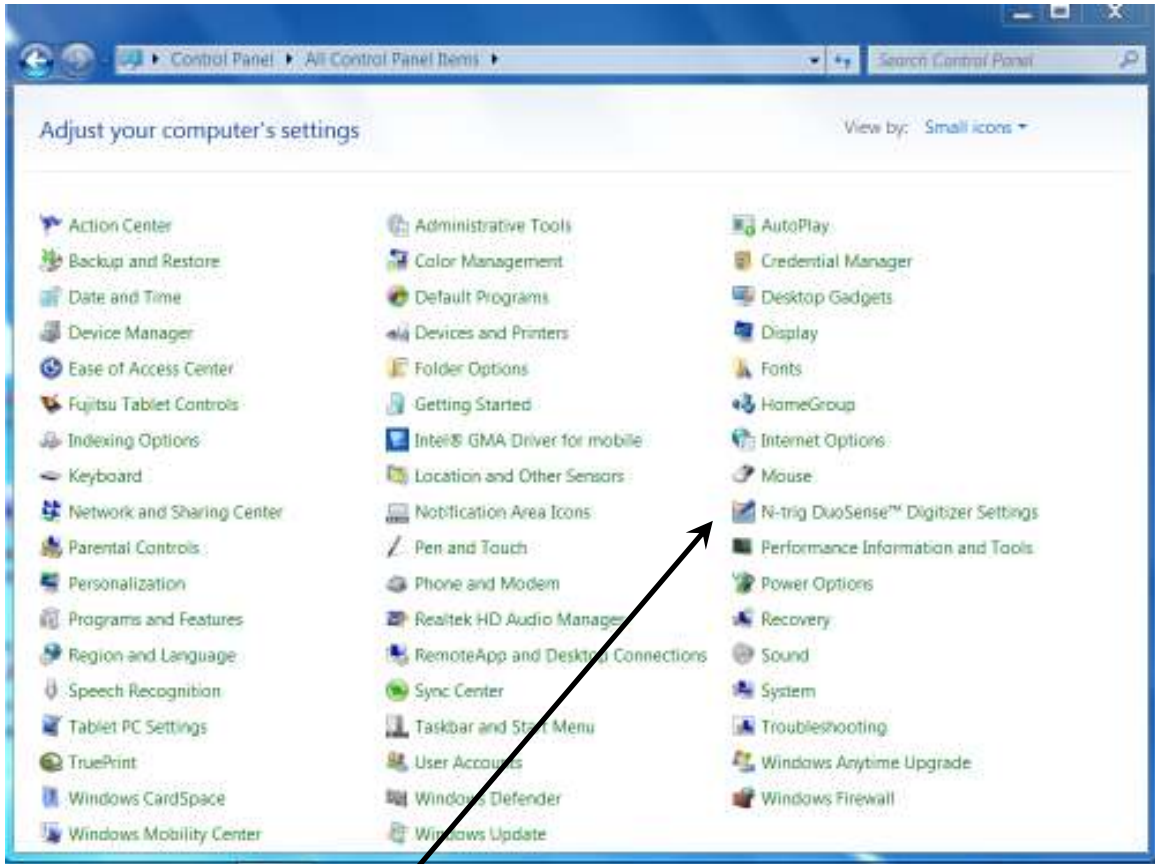 Control Panel ▸ All Control Panel Items ▸
Search Control Panel
Adjust your computer's settings
View by: Small icons
Action Center
Administrative Tools
AutoPlay
Backup and Restore
Color Management
Credential Manager
Date and Time
Default Programs
Desktop Gadgets
Device Manager
Devices and Printers
Display
Ease of Access Center
Folder Options
Fonts
Fujitsu Tablet Controls
Getting Started
HomeGroup
Indexing Options
Intel® GMA Driver for mobile
Internet Options
Keyboard
Location and Other Sensors
Mouse
Network and Sharing Center
Notification Area Icons
N-trig DuoSense™ Digitizer Settings
Parental Controls
Pen and Touch
Performance Information and Tools
Personalization
Phone and Modem
Power Options
Programs and Features
Realtek HD Audio Manager
Recovery
Region and Language
RemoteApp and Desktop Connections
Sound
Speech Recognition
Sync Center
System
Tablet PC Settings
Taskbar and Start Menu
Troubleshooting
TruePrint
User Accounts
Windows Anytime Upgrade
Windows CardSpace
Windows Defender
Windows Firewall
Windows Mobility Center
Windows Update